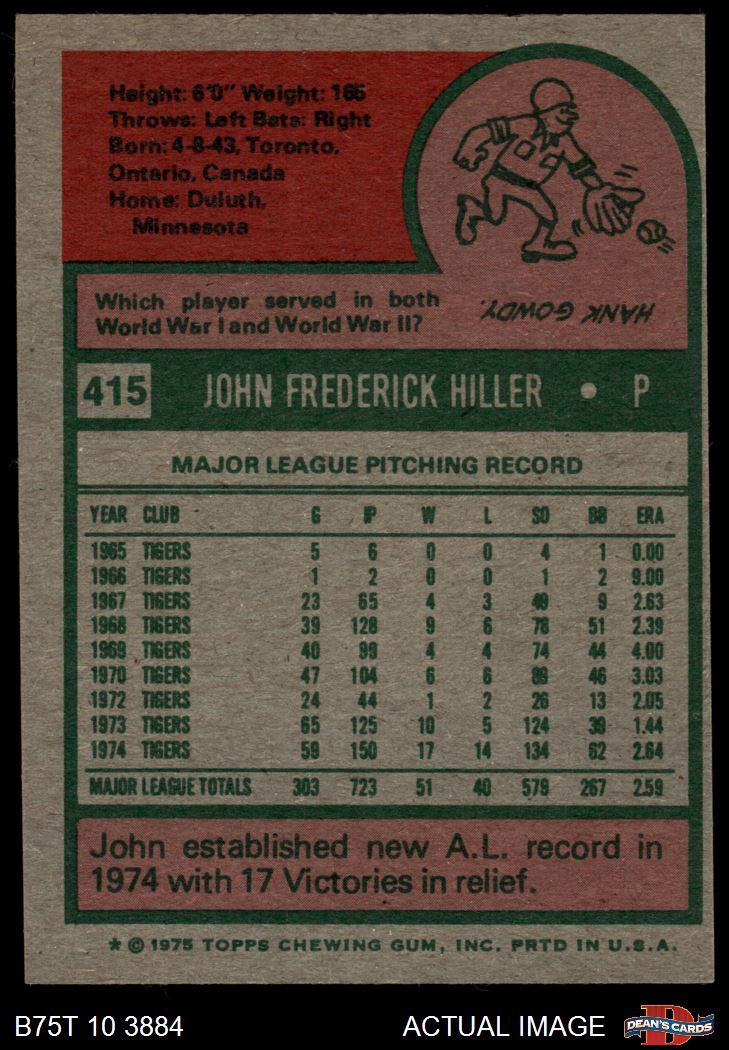 Height: 6'0" Weight: 165
Throws: Left Bats: Right
Born: 4-8-43, Toronto,
Ontario, Canada
Home: Duluth,
Minnesota
Which player served in both
World War I and World War II?
HANK GOWDY.
415 JOHN FREDERICK HILLER • P
MAJOR LEAGUE PITCHING RECORD
YEAR CLUB G IP W L SO BB ERA
1965 TIGERS 5 6 0 0 4 1 0.00
1966 TIGERS 1 2 0 0 1 2 9.00
1967 TIGERS 23 65 4 3 49 9 2.63
1968 TIGERS 39 128 9 6 78 51 2.39
1969 TIGERS 40 99 4 4 74 44 4.00
1970 TIGERS 47 104 6 6 89 46 3.03
1972 TIGERS 24 44 1 2 26 13 2.05
1973 TIGERS 65 125 10 5 124 39 1.44
1974 TIGERS 59 150 17 14 134 62 2.64
MAJOR LEAGUE TOTALS 303 723 51 40 579 267 2.59
John established new A.L. record in
1974 with 17 Victories in relief.
* © 1975 TOPPS CHEWING GUM, INC. PRTD IN U.S.A.
B75T 10 3884 ACTUAL IMAGE DEAN'S CARDS